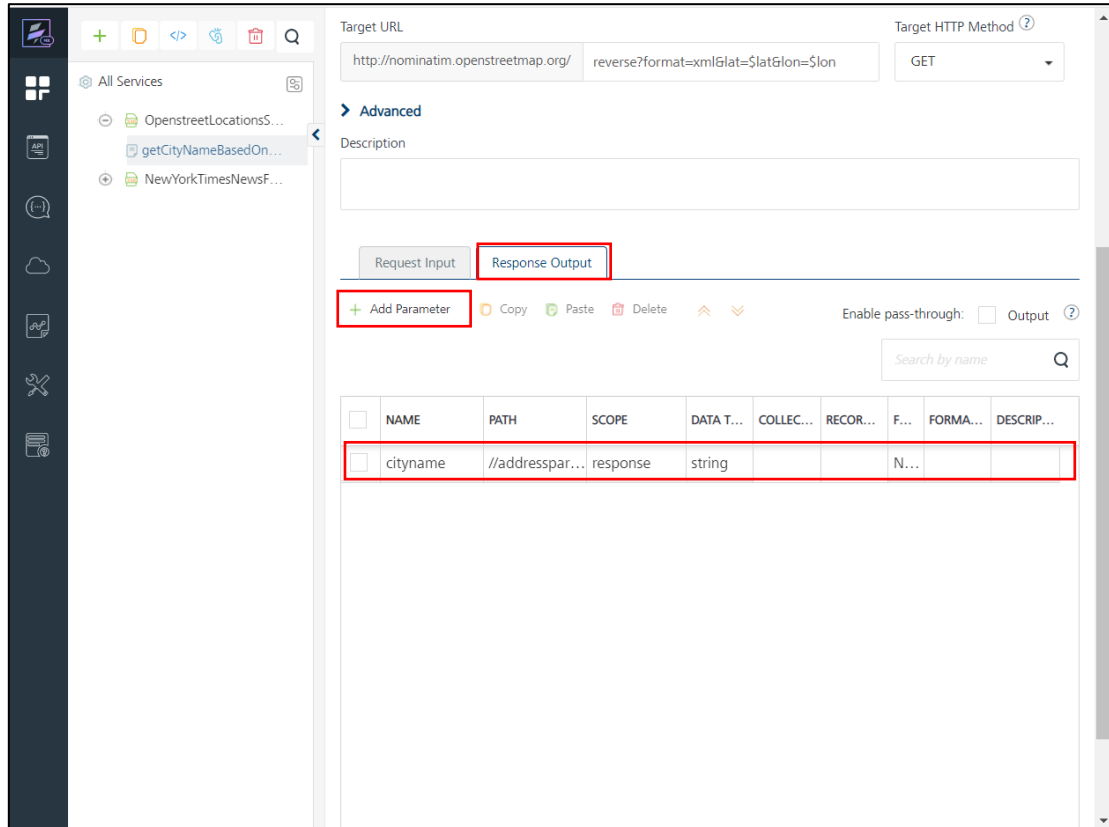 Target URL
Target HTTP Method ?
http://nominatim.openstreetmap.org/ reverse?format=xml&lat=$lat&lon=$lon GET
All Services
Advanced
OpenstreetLocationsS...
Description
API
getCityNameBasedOn...
NewYorkTimesNewsF...
Request Input Response Output
+ Add Parameter Copy Paste Delete Enable pass-through: Output ?
Search by name
NAME PATH SCOPE DATA T... COLLEC... RECOR... F... FORMA... DESCRIP...
cityname //addresspar... response string N...